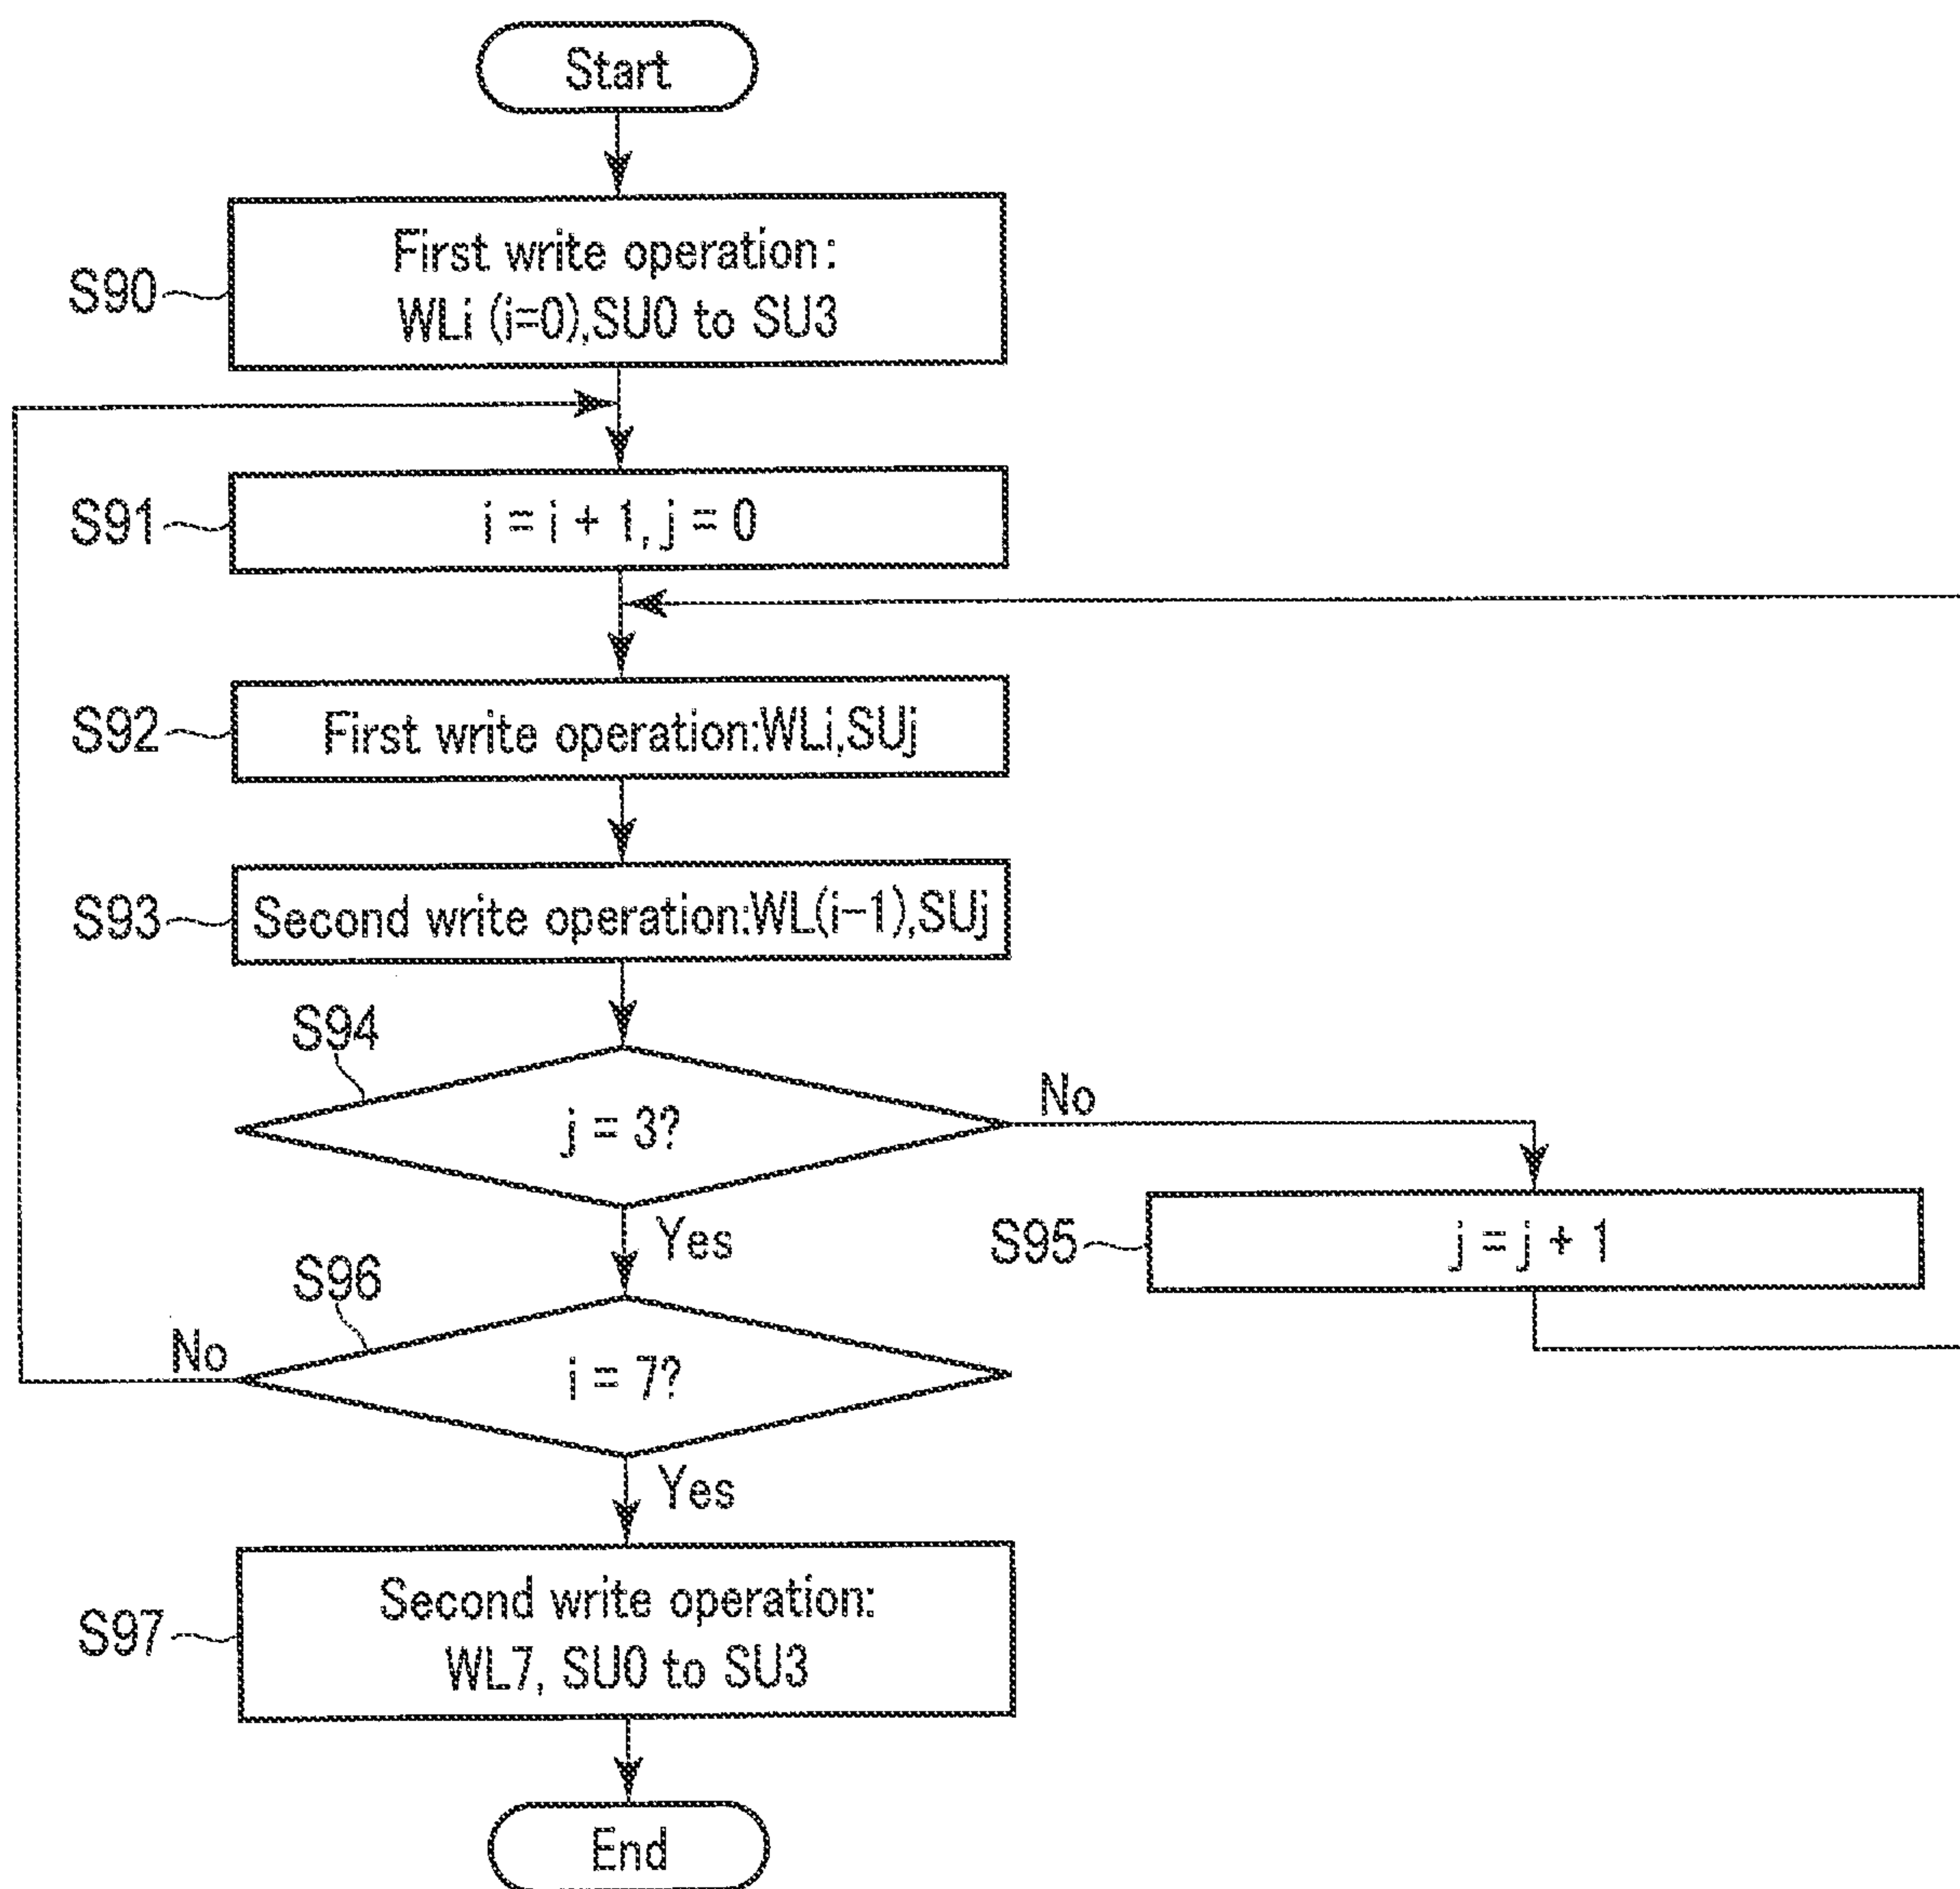 Start
S90
First write operation:
WLi (i=0),SU0 to SU3
S91
i = i + 1, j = 0
S92
First write operation:WLi,SUj
S93
Second write operation:WL(i-1),SUj
S94
j = 3?
No
Yes
S95
j = j + 1
S96
i = 7?
No
Yes
S97
Second write operation:
WL7, SU0 to SU3
End